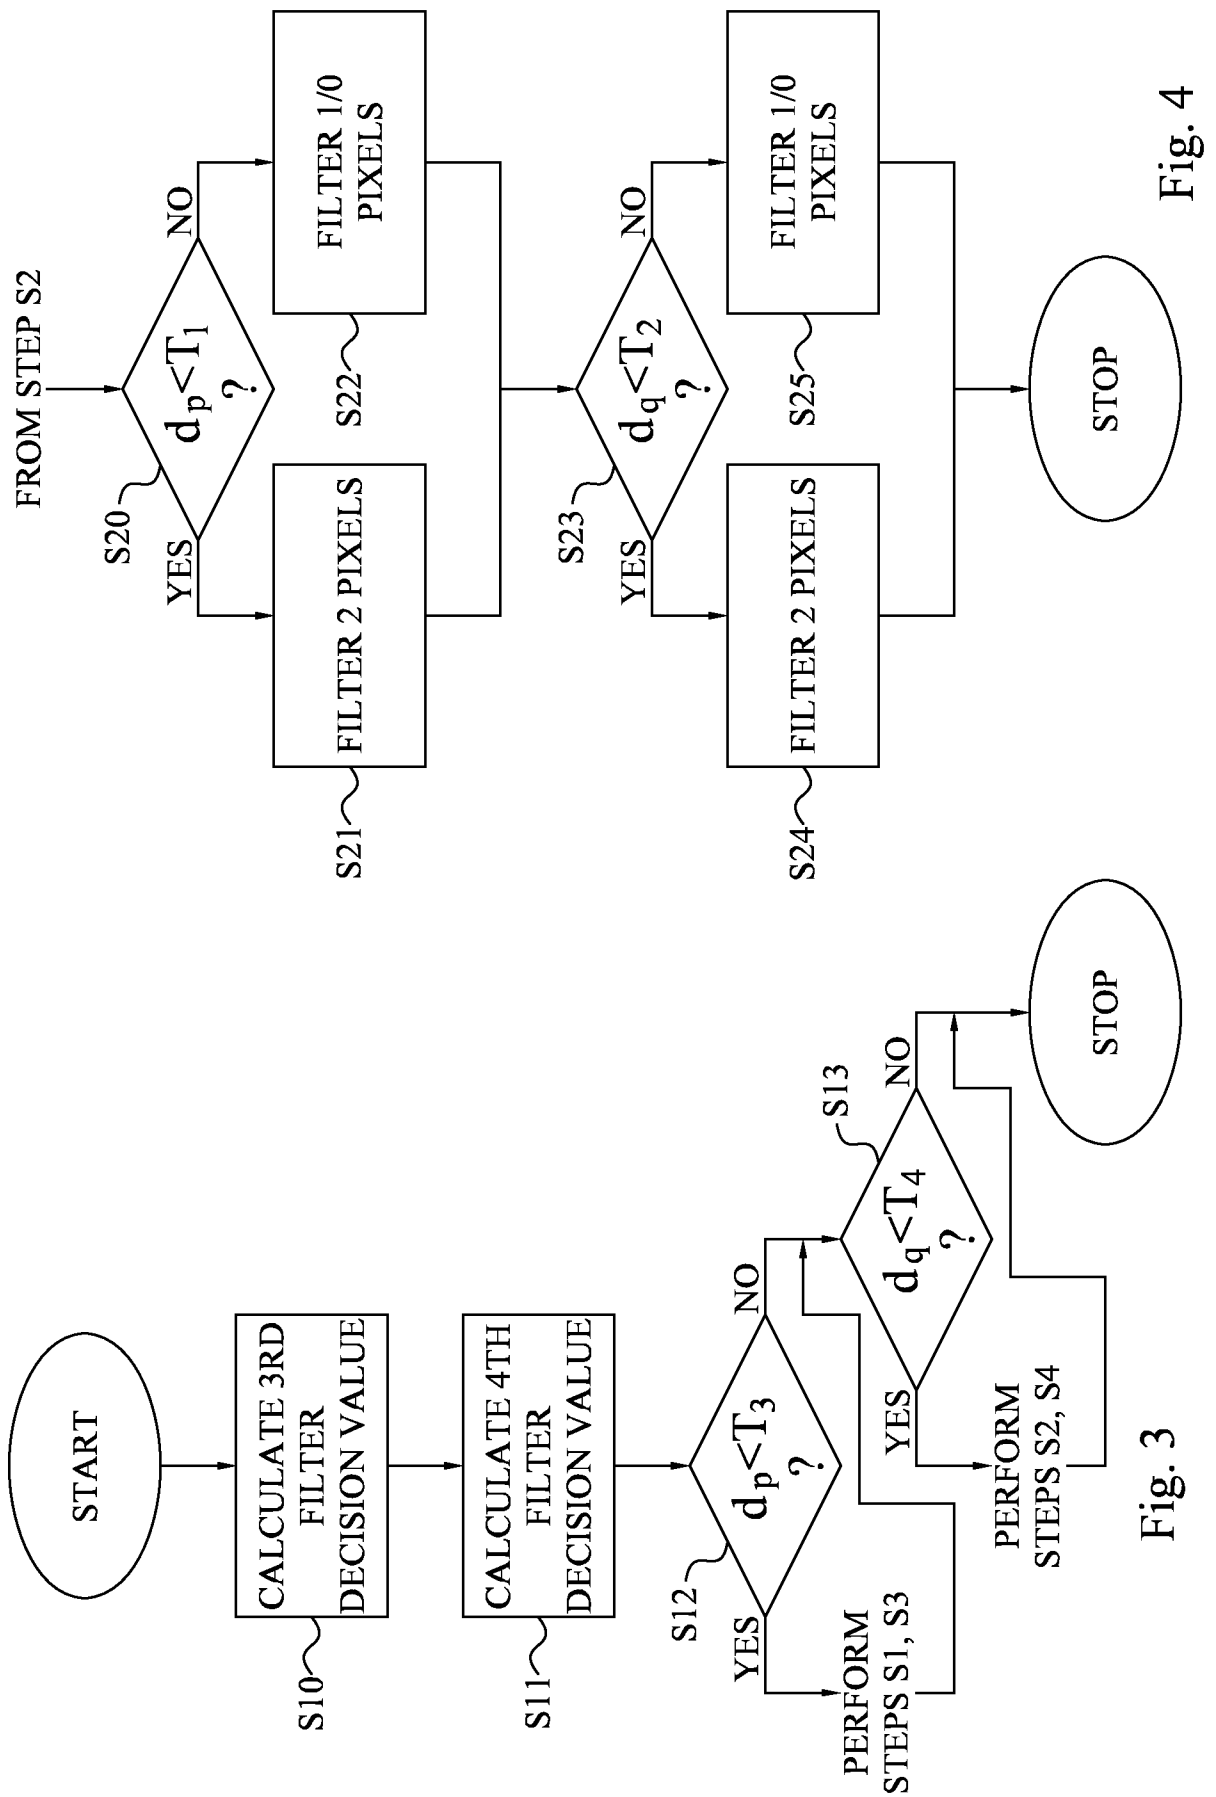 START
CALCULATE 3RD
FILTER
DECISION VALUE
S10
CALCULATE 4TH
FILTER
DECISION VALUE
S11
dp<T3
?
S12
YES
NO
PERFORM
STEPS S1, S3
dq<T4
?
S13
YES
NO
PERFORM
STEPS S2, S4
STOP
Fig. 3
FROM STEP S2
dp<T1
?
S20
YES
NO
FILTER 2 PIXELS
S21
FILTER 1/0
PIXELS
S22
dq<T2
?
S23
YES
NO
FILTER 2 PIXELS
S24
FILTER 1/0
PIXELS
S25
STOP
Fig. 4